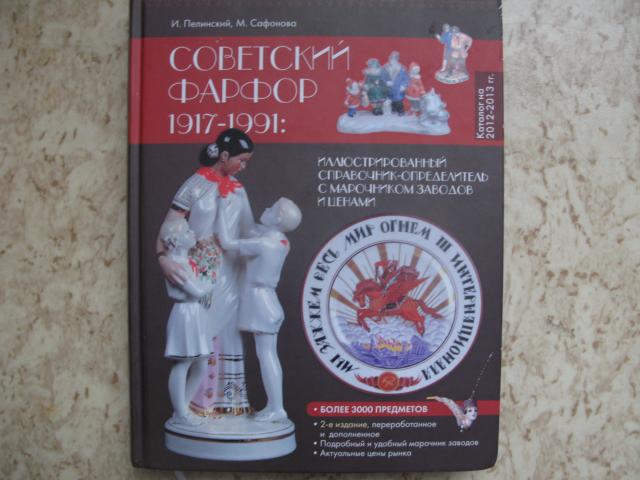 И. Пелинский, М. Сафонова
СОВЕТСКИЙ
ФАРФОР
1917-1991:
Каталог на
2012-2013 гг.
ИЛЛЮСТРИРОВАННЫЙ
СПРАВОЧНИК-ОПРЕДЕЛИТЕЛЬ
С МАРОЧНИКОМ ЗАВОДОВ
И ЦЕНАМИ
МЫ ЗАЖЖЕМ ВЕСЬ МИР ОГНЕМ III ИНТЕРНАЦИОНАЛА
• БОЛЕЕ 3000 ПРЕДМЕТОВ
• 2-е издание, переработанное
и дополненное
• Подробный и удобный марочник заводов
• Актуальные цены рынка